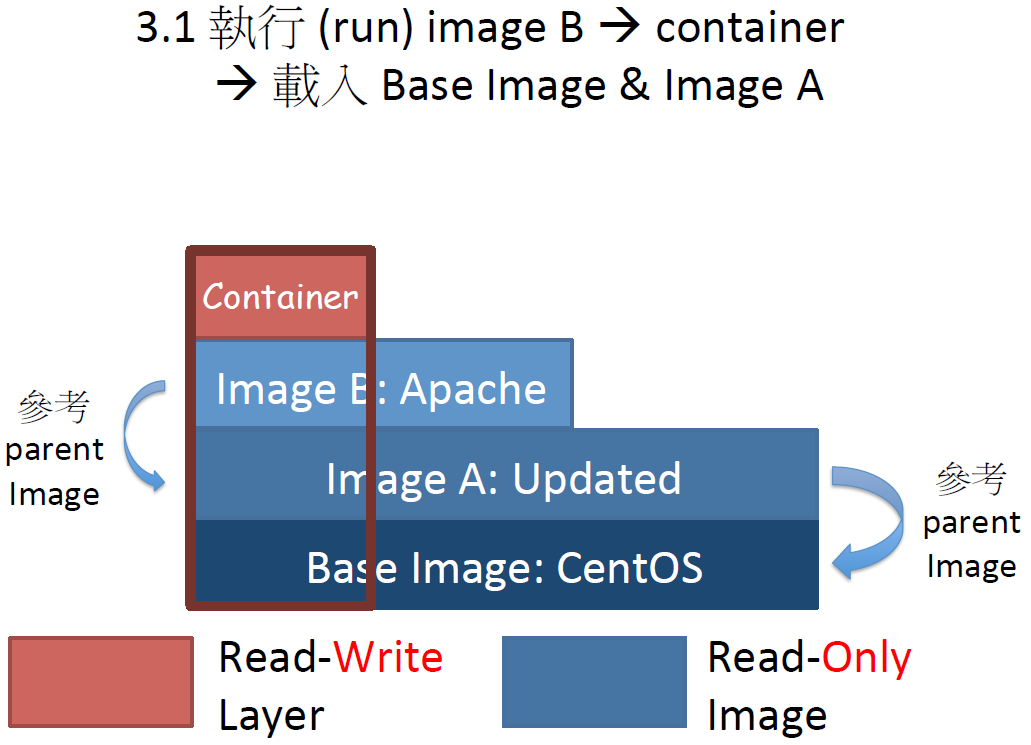 3.1 執行 (run) image B → container
→ 載入 Base Image & Image A
Container
Image B: Apache
參考
parent
Image
Image A: Updated
參考
parent
Image
Base Image: CentOS
Read-Write
Layer
Read-Only
Image